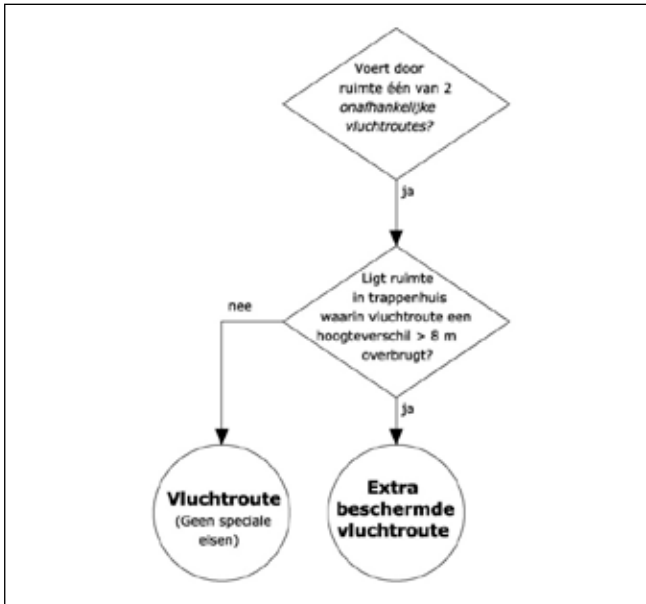 Voert door
ruimte één van 2
onafhankelijke
vluchtroutes?
ja
Ligt ruimte
in trappenhuis
waarin vluchtroute een
hoogteverschil > 8 m
overbrugt?
nee
ja
Vluchtroute
(Geen speciale
eisen)
Extra
beschermde
vluchtroute